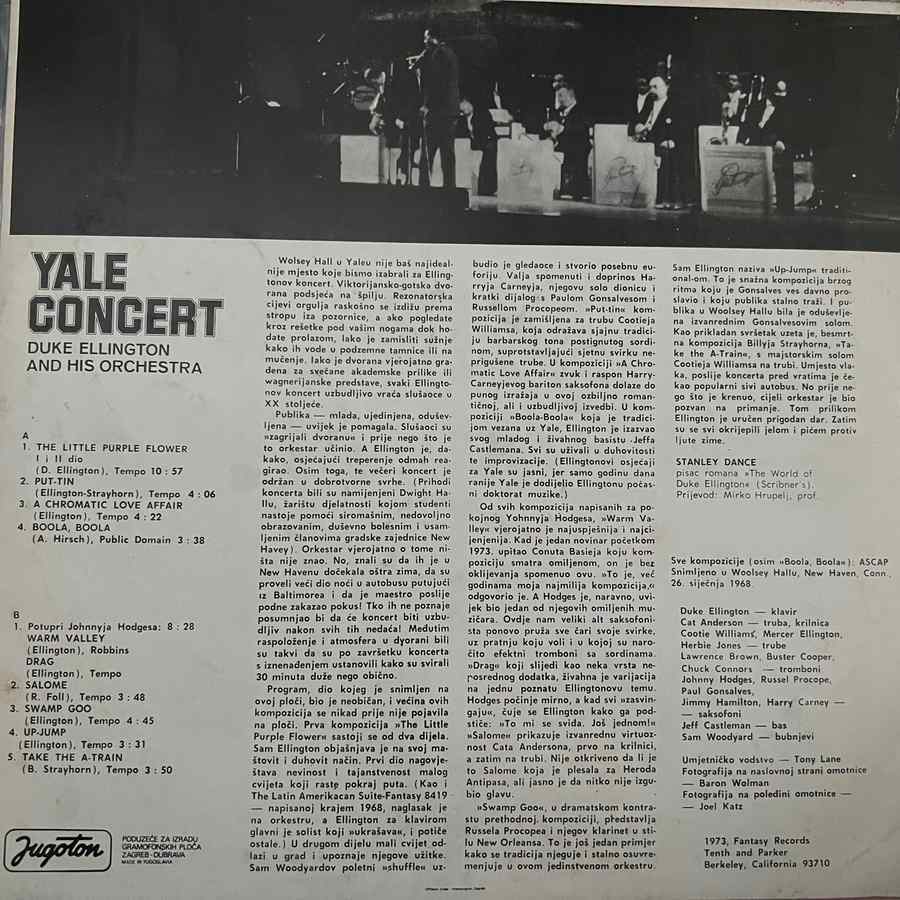 YALE
CONCERT
DUKE ELLINGTON
AND HIS ORCHESTRA
A
1. THE LITTLE PURPLE FLOWER
I i II dio
(D. Ellington), Tempo 10 : 57
2. PUT-TIN
(Ellington-Strayhorn), Tempo 4 : 06
3. A CHROMATIC LOVE AFFAIR
(Ellington), Tempo 4 : 22
4. BOOLA, BOOLA
(A. Hirsch), Public Domain 3 : 38
B
1. Potupri Johnnyja Hodgesa: 8 : 28
WARM VALLEY
(Ellington), Robbins
DRAG
(Ellington), Tempo
2. SALOME
(R. Foll), Tempo 3 : 48
3. SWAMP GOO
(Ellington), Tempo 4 : 45
4. UP-JUMP
(Ellington), Tempo 3 : 31
5. TAKE THE A-TRAIN
(B. Strayhorn), Tempo 3 : 50
Jugoton
PODUZEĆE ZA IZRADU
GRAMOFONSKIH PLOČA
ZAGREB - DUBRAVA
MADE IN YUGOSLAVIA
Wolsey Hall u Yaleu nije baš najideal-
nije mjesto koje bismo izabrali za Elling-
tonov koncert. Viktorijansko-gotska dvo-
rana podsjeća na špilju. Rezonatorska
cijevi orgulja raskošno se izdižu prema
stropu iza pozornice, a ako pogledate
kroz rešetke pod vašim nogama dok ho-
date prolazom, lako je zamisliti sužnje
kako ih vode u podzemne tamnice ili na
mučenje. Iako je dvorana vjerojatno gra-
đena za svečane akademske prilike ili
wagnerijanske predstave, svaki Ellingto-
nov koncert uzbudljivo vraća slušaoce u
XX stoljeće.
Publika — mlada, ujedinjena, odušev-
ljena — uvijek je pomagala. Slušaoci su
»zagrijali dvoranu« i prije nego što je
to orkestar učinio. A Ellington je, da-
kako, osjećajući treperenje odmah rea-
girao. Osim toga, te večeri koncert je
održan u dobrotvorne svrhe. (Prihodi
koncerta bili su namijenjeni Dwight Ha-
llu, žarištu djelatnosti kojom studenti
nastoje pomoći siromašnim, nedovoljno
obrazovanim, duševno bolesnim i usam-
ljenim članovima gradske zajednice New
Havey). Orkestar vjerojatno o tome ni-
šta nije znao. No, znali su da ih je u
New Havenu dočekala oštra zima, da su
proveli veći dio noći u autobusu putujući
iz Baltimorea i da je maestro poslije
podne zakazao pokus! Tko ih ne poznaje
posumnjao bi da će koncert biti uzbu-
dljiv nakon svih tih nedaća! Međutim
raspoloženje i atmosfera u dvorani bili
su takvi da su po završetku koncerta
s iznenađenjem ustanovili kako su svirali
30 minuta duže nego obično.
Program, dio kojeg je snimljen na
ovoj ploči, bio je neobičan, i većina ovih
kompozicija se nikad prije nije pojavila
na ploči. Prva kompozicija »The Little
Purple Flower« sastoji se od dva dijela.
Sam Ellington objašnjava je na svoj ma-
štovit i duhovit način. Prvi dio nagovje-
štava nevinost i tajanstvenost malog
cvijeta koji raste pokraj puta. (Kao i
The Latin Amerikacan Suite-Fantasy 8419
— napisanoj krajem 1968, naglasak je
na orkestru, a Ellington za klavirom
glavni je solist koji »ukrašava«, i potiče
ostale.) U drugom dijelu mali cvijet od-
lazi u grad i upoznaje njegove užitke.
Sam Woodyardov poletni »shuffle« uz-
budio je gledaoce i stvorio posebnu eu-
foriju. Valja spomenuti i doprinos Ha-
rryja Carneyja, njegovu solo dionicu i
kratki dijalog s Paulom Gonsalvesom i
Russellom Procopeom. »Put-tin« kom-
pozicija je zamišljena za trubu Cootieja
Williamsa, koja odražava sjajnu tradici-
ju barbarskog tona postignutog sordi-
nom, suprotstavljajući sjetnu svirku ne-
prigušene trube. U kompoziciji »A Chro-
matic Love Affair« zvuk i raspon Harry-
Carneyjevog bariton saksofona dolaze do
punog izražaja u ovoj ozbiljno roman-
tičnoj, ali i uzbudljivoj izvedbi. U kom-
poziciji »Boola-Boola« koja je tradici-
jom vezana uz Yale, Ellington je izazvao
svog mladog i živahnog basistu Jeffa
Castlemana. Svi su uživali u duhovitosti
te improvizacije. (Ellingtonovi osjećaji
za Yale su jasni, jer samo godinu dana
ranije Yale je dodijelio Ellingtonu počas-
ni doktorat muzike.)
Od svih kompozicija napisanih za po-
kojnog Yohnnyja Hodgesa, »Warm Va-
lley« vjerojatno je najuspješnija i najci-
jenjenija. Kad je jedan novinar početkom
1973. upitao Conuta Basieja koju kom-
poziciju smatra omiljenom, on je bez
oklijevanja spomenuo ovu. »To je, već
godinama moja najmilija kompozicija,«
odgovorio je. A Hodges je, naravno, uvi-
jek bio jedan od njegovih omiljenih mu-
zičara. Ovdje nam veliki alt saksofoni-
sta ponovo pruža sve čari svoje svirke,
uz pratnju koju voli i u kojoj su naro-
čito efektni tromboni sa sordinama.
»Drag« koji slijedi kao neka vrsta ne-
posrednog dodatka, živahna je varijacija
na jednu poznatu Ellingtonovu temu.
Hodges počinje mirno, a kad svi »zasvin-
gaju«, čuje se Ellington kako ga pod-
stiče: »To mi se sviđa. Još jednom!«
»Salome« prikazuje izvanrednu virtuoz-
nost Cata Andersona, prvo na krilnici,
a zatim na trubi. Nije otkriveno da li je
to Salome koja je plesala za Heroda
Antipasa, ali jasno je da nitko nije izgu-
bio glavu.
»Swamp Goo«, u dramatskom kontra-
stu prethodnoj, kompoziciji, predstavlja
Russela Procopea i njegov klarinet u sti-
lu New Orleansa. To je još jedan primjer
kako se tradicija njeguje i stalno osuvre-
menjuje u ovom jedinstvenom orkestru.
Sam Ellington naziva »Up-Jump« traditi-
onal-om. To je snažna kompozicija brzog
ritma koju je Gonsalves ves davno pro-
slavio i koju publika stalno traži. I pu-
blika u Woolsey Hallu bila je oduševlje-
na izvanrednim Gonsalvesovim solom.
Kao prikladan svršetak uzeta je, besmrt-
na kompozicija Billyja Strayhorna, »Ta-
ke the A-Train«, s majstorskim solom
Cootieja Williamsa na trubi. Umjesto vla-
ka, poslije koncerta pred vratima je če-
kao popularni sivi autobus. No prije ne-
go što je krenuo, cijeli orkestar je bio
pozvan na primanje. Tom prilikom
Ellington je uručen prigodan dar. Zatim
su se svi okrijepili jelom i pićem protiv
ljute zime.
STANLEY DANCE
pisac romana »The World of
Duke Ellington« (Scribner's).
Prijevod: Mirko Hrupelj, prof.
Sve kompozicije (osim »Boola, Boola«): ASCAP
Snimljeno u Woolsey Hallu, New Haven, Conn.,
26. siječnja 1968.
Duke Ellington — klavir
Cat Anderson — truba, krilnica
Cootie Williams, Mercer Ellington,
Herbie Jones — trube
Lawrence Brown, Buster Cooper,
Chuck Connors — tromboni
Johnny Hodges, Russel Procope,
Paul Gonsalves,
Jimmy Hamilton, Harry Carney —
— saksofoni
Jeff Castleman — bas
Sam Woodyard — bubnjevi
Umjetničko vodstvo — Tony Lane
Fotografija na naslovnoj strani omotnice
— Baron Wolman
Fotografija na poleđini omotnice —
— Joel Katz
1973, Fantasy Records
Tenth and Parker
Berkeley, California 93710